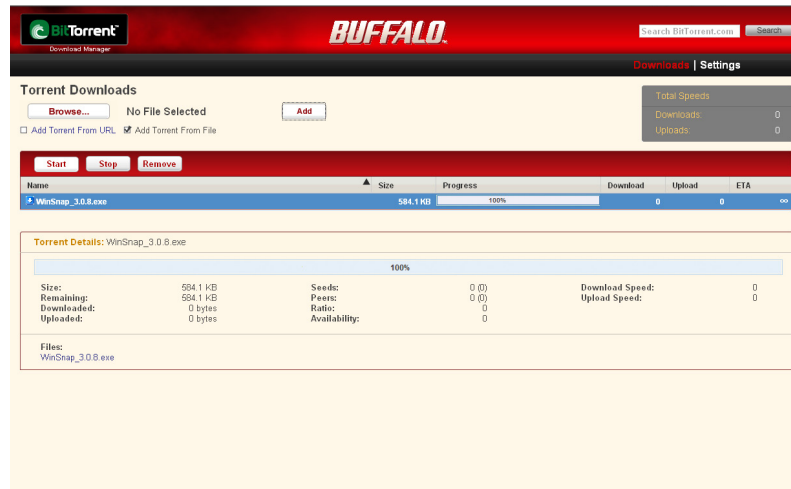 BitTorrent™
Download Manager
BUFFALO™
Search BitTorrent.com Search
Downloads | Settings
Torrent Downloads
Browse... No File Selected Add
Add Torrent From URL Add Torrent From File
Total Speeds
Downloads: 0
Uploads: 0
Start Stop Remove
Name Size Progress Download Upload ETA
WinSnap_3.0.8.exe 584.1 KB 100% 0 0 ∞
Torrent Details: WinSnap_3.0.8.exe
100%
Size: 584.1 KB Seeds: 0 (0) Download Speed: 0
Remaining: 584.1 KB Peers: 0 (0) Upload Speed: 0
Downloaded: 0 bytes Ratio: 0
Uploaded: 0 bytes Availability: 0
Files:
WinSnap_3.0.8.exe